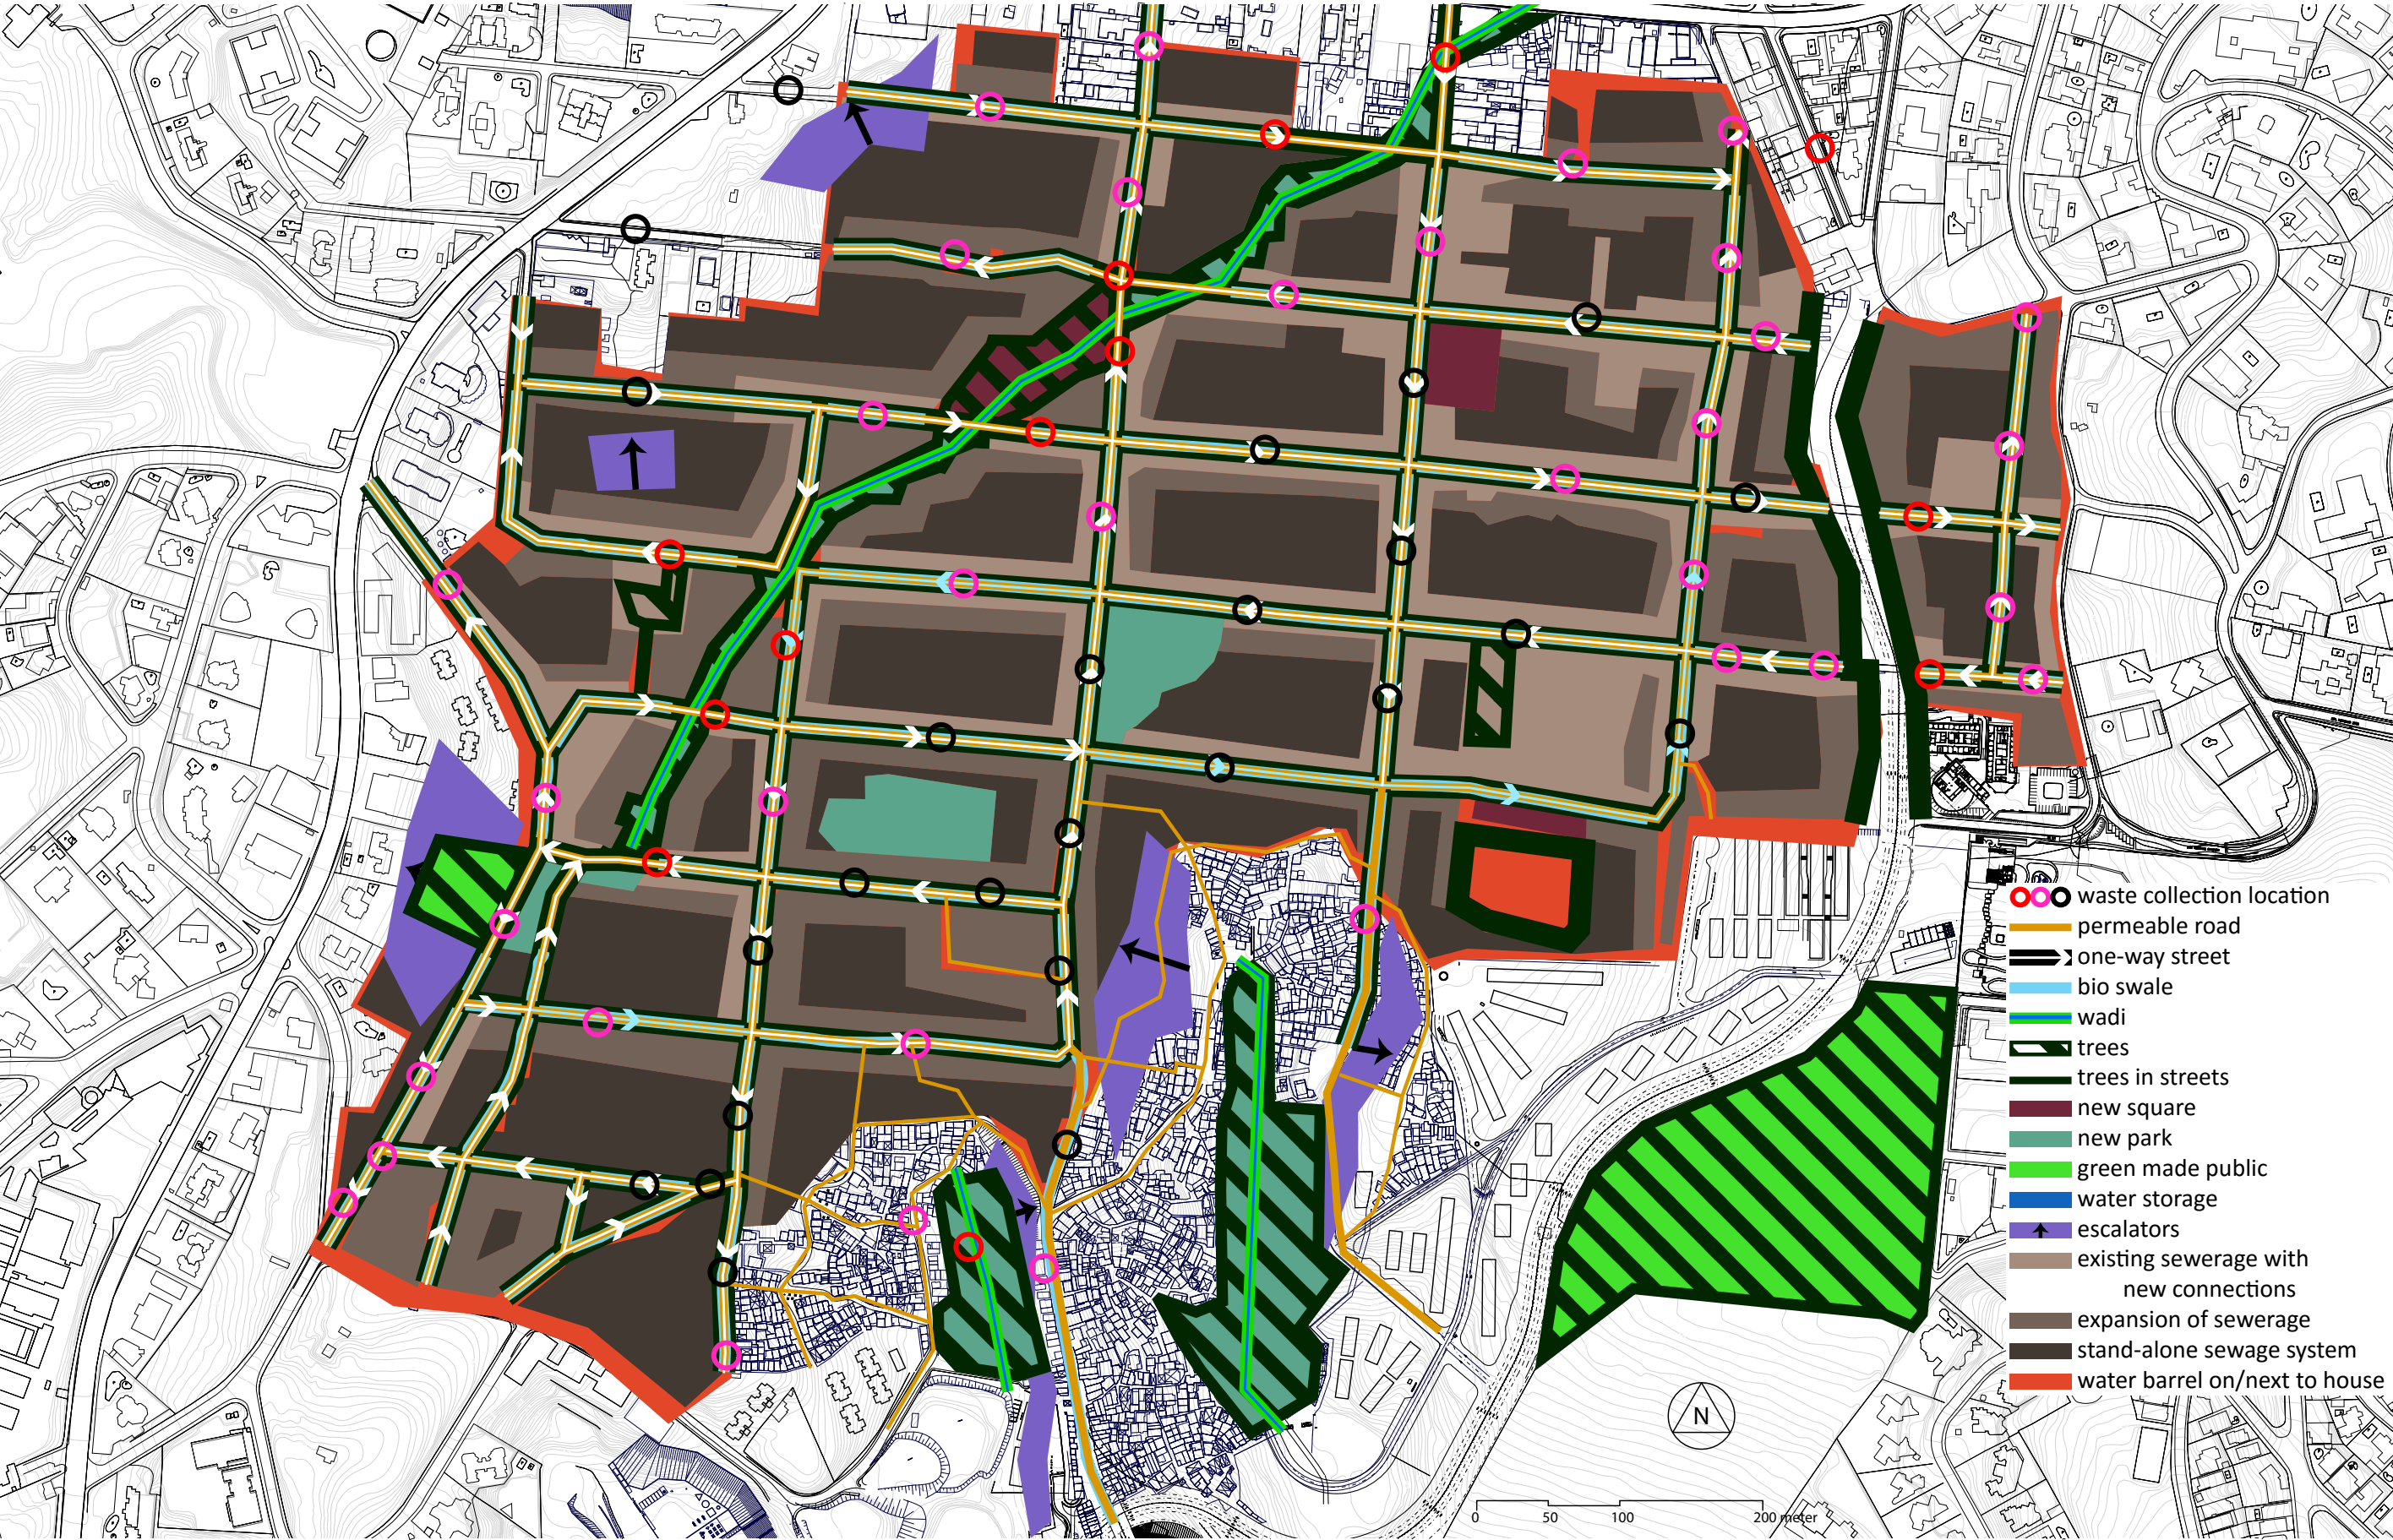 waste collection location
permeable road
one-way street
bio swale
wadi
trees
trees in streets
new square
new park
green made public
water storage
escalators
existing sewerage with
new connections
expansion of sewerage
stand-alone sewage system
water barrel on/next to house
N
0 50 100 200 meter